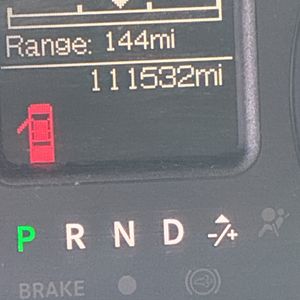 Range: 144mi
111532mi
P R N D -/+
BRAKE